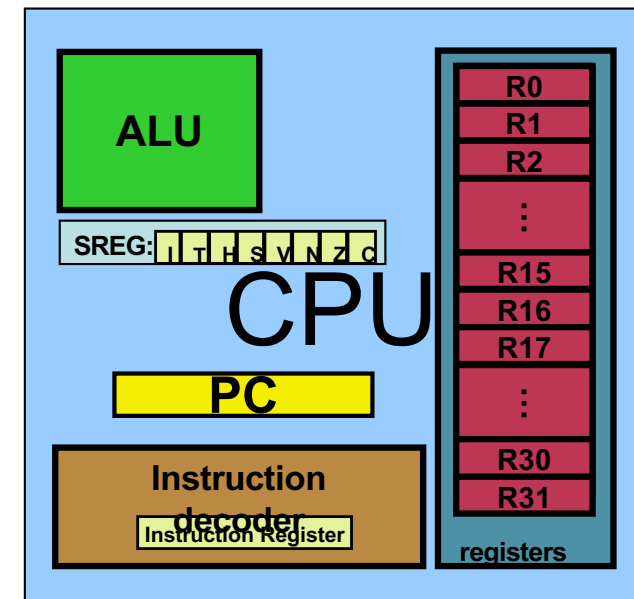 ALU
SREG: I T H S V N Z C
CPU
PC
Instruction
decoder
Instruction Register
R0
R1
R2
...
R15
R16
R17
...
R30
R31
registers